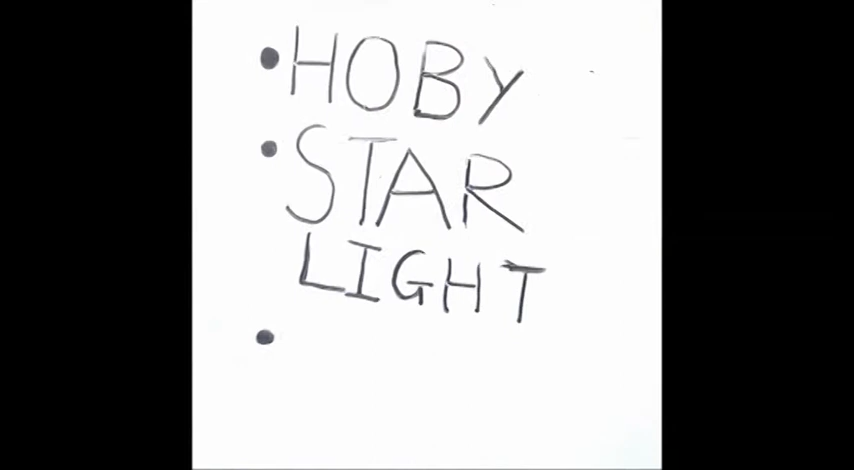 • HOBY
• STAR
LIGHT
•